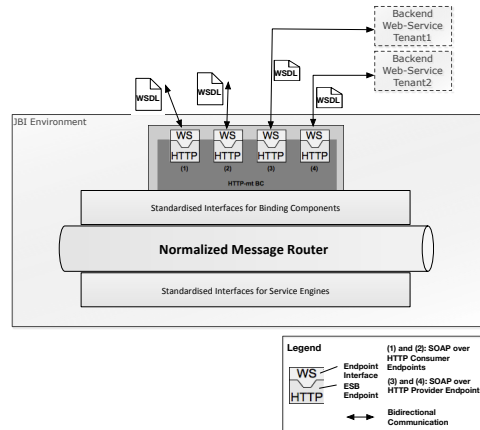 Backend
Web-Service
Tenant1
Backend
Web-Service
Tenant2
WSDL
WSDL
WSDL
WSDL
JBI Environment
WS
HTTP
(1)
WS
HTTP
(2)
WS
HTTP
(3)
WS
HTTP
(4)
HTTP-mt BC
Standardised Interfaces for Binding Components
Normalized Message Router
Standardised Interfaces for Service Engines
Legend
WS
HTTP
Endpoint
Interface
ESB
Endpoint
(1) and (2): SOAP over
HTTP Consumer
Endpoints
(3) and (4): SOAP over
HTTP Provider Endpoint
Bidirectional
Communication